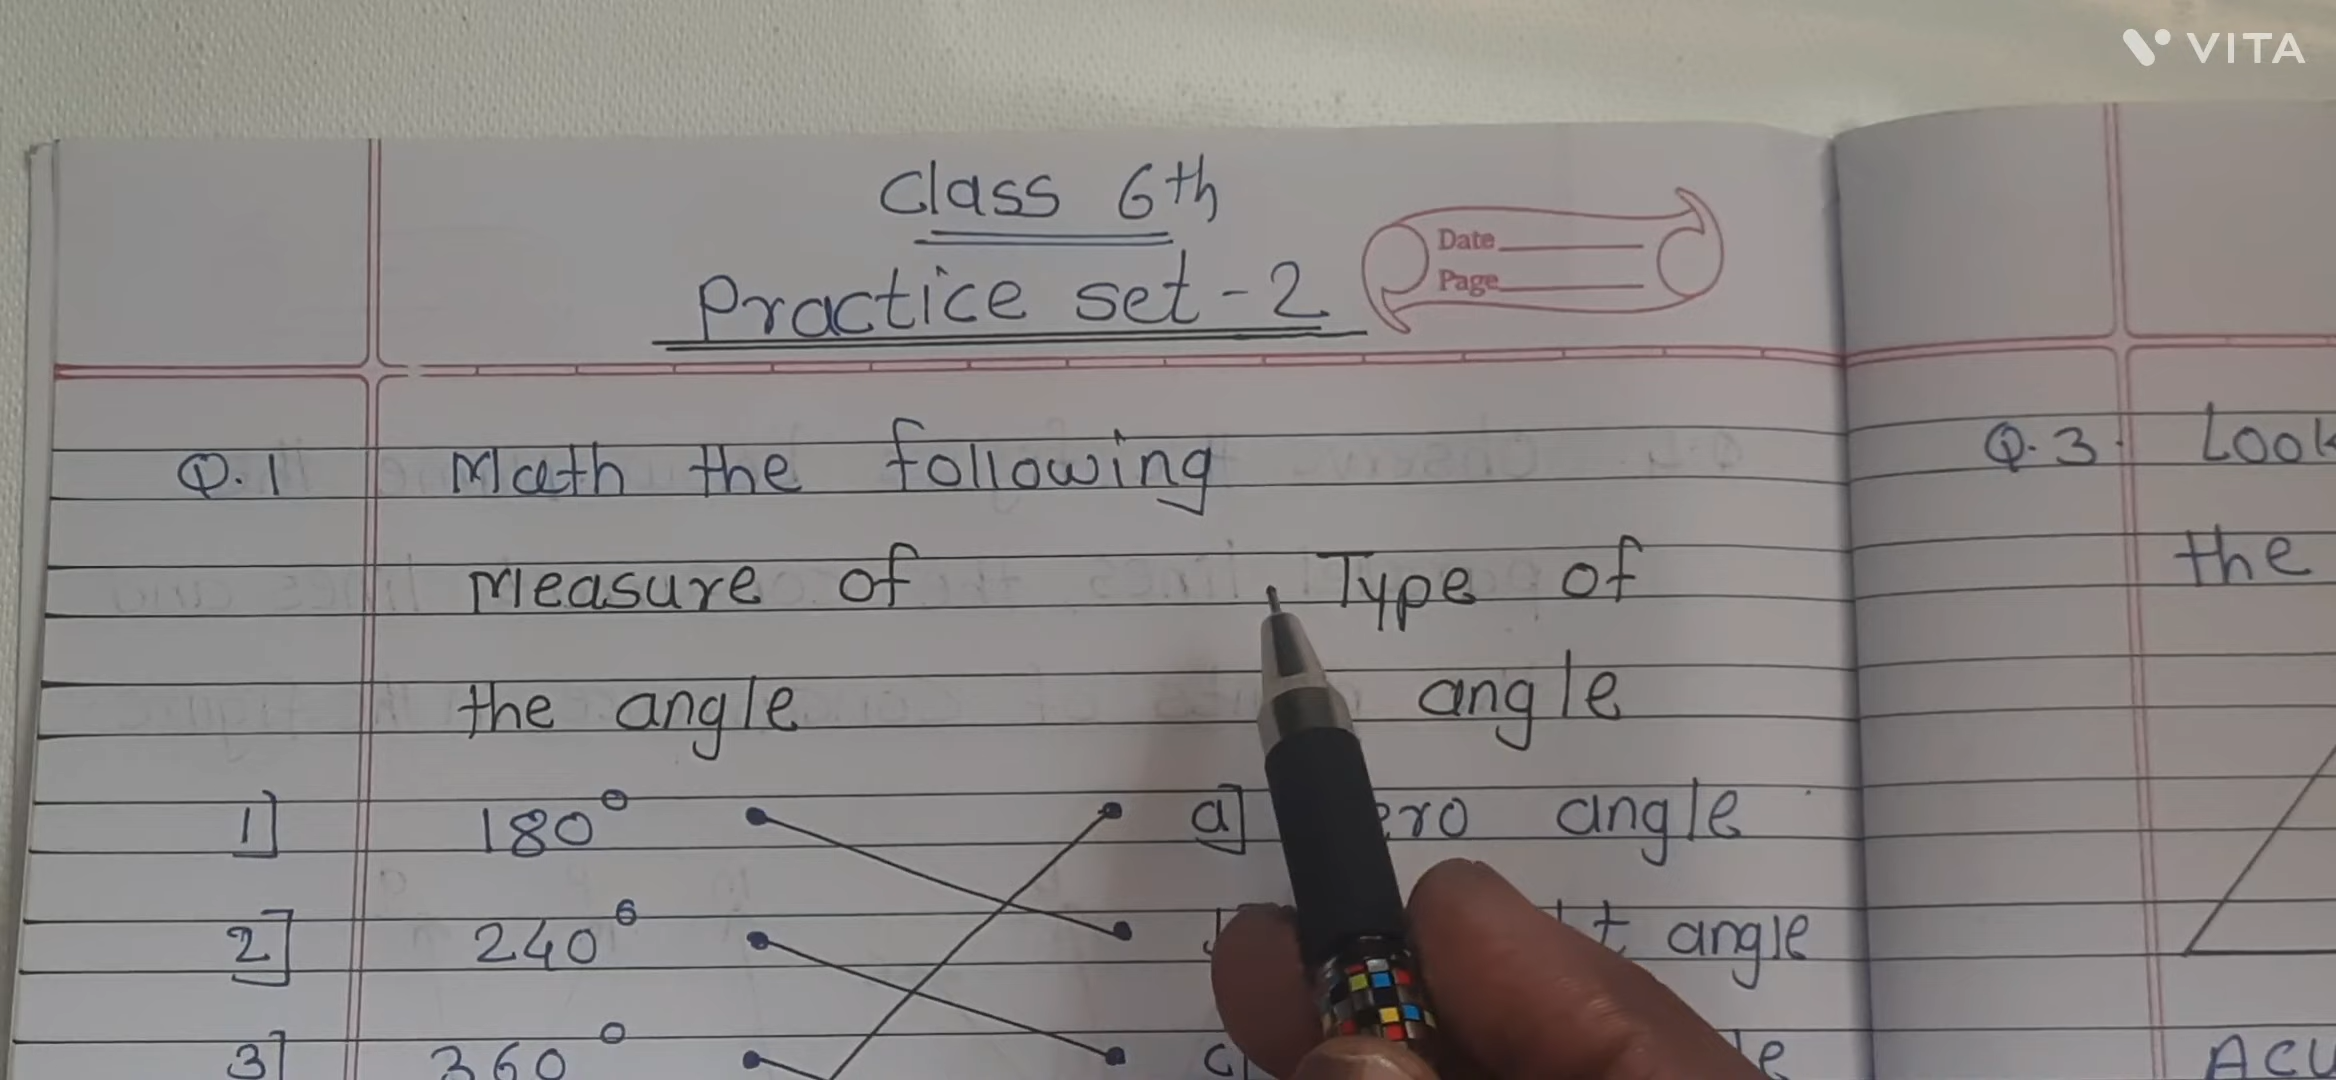 VITA
Class 6th
Date
Practice set-2
Page
Q.1 Math the following
Measure of Type of
the angle angle
1] 180° a] angle
2] 240° angle
3] 360° c]
Q.3. Look
the